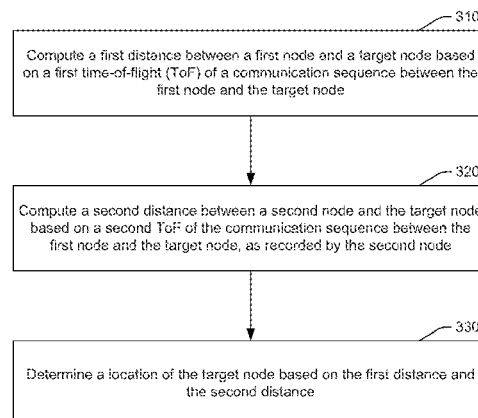 310
Compute a first distance between a first node and a target node based
on a first time-of-flight (ToF) of a communication sequence between the
first node and the target node
320
Compute a second distance between a second node and the target node
based on a second ToF of the communication sequence between the
first node and the target node, as recorded by the second node
330
Determine a location of the target node based on the first distance and
the second distance